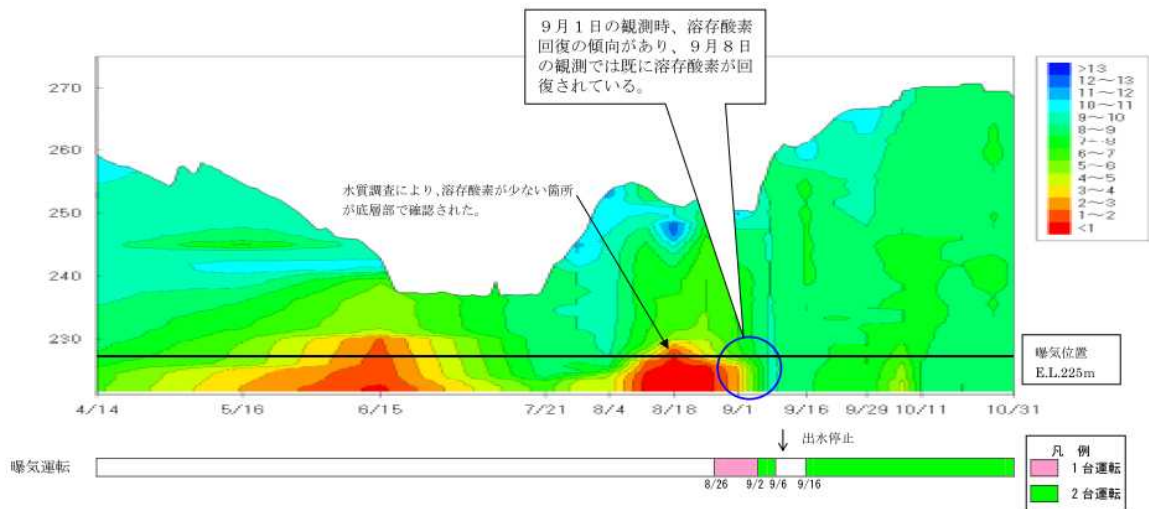 ９月１日の観測時、溶存酸素
回復の傾向があり、９月８日
の観測では既に溶存酸素が回
復されている。
水質調査により、溶存酸素が少ない箇所
が底層部で確認された。
270
260
250
240
230
>13
12～13
11～12
10～11
9～10
8～9
7～8
6～7
5～6
4～5
3～4
2～3
1～2
<1
曝気位置
E.L.225m
4/14
5/16
6/15
7/21
8/4
8/18
9/1
9/16
9/29
10/11
10/31
出水停止
曝気運転
8/26
9/2
9/6
9/16
凡 例
１台運転
２台運転